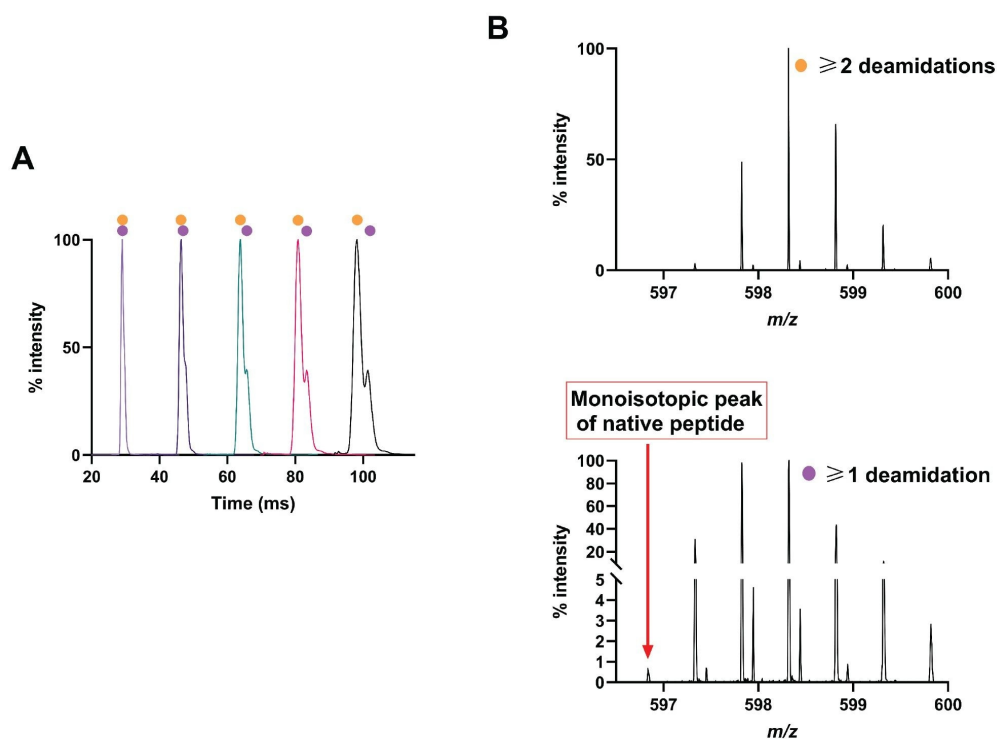 A
100
50
0
% intensity
20
40
60
80
100
Time (ms)
B
100
50
0
% intensity
⩾2 deamidations
597
598
599
600
m/z
Monoisotopic peak
of native peptide
100
80
60
40
20
5
4
3
2
1
0
% intensity
⩾1 deamidation
597
598
599
600
m/z